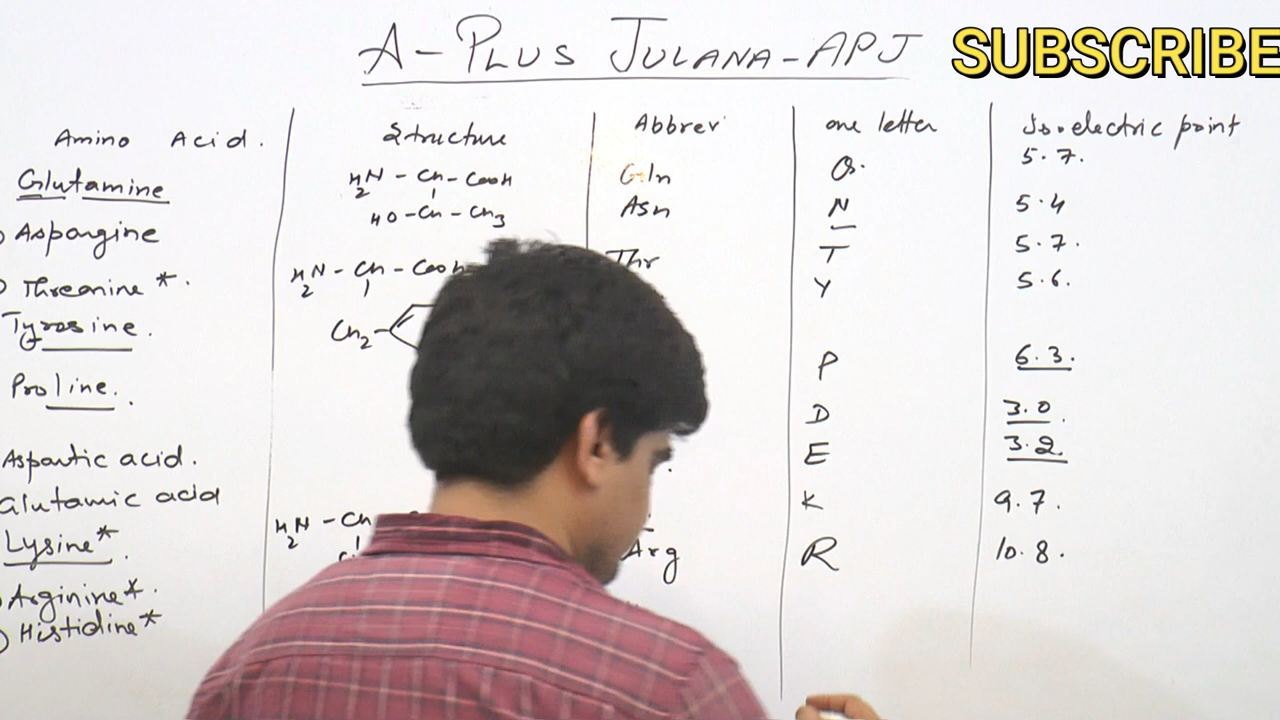 A-PLUS JULANA-APJ
SUBSCRIBE
Amino Acid.
Structure
Abbrev
one letter
Isoelectric point
Glutamine
H2N - CH - COOH
Gln
Q.
5.7.
HO - CH - CH3
Asn
N
5.4
Aspargine
Thr
T
5.7.
Threonine *.
H2N - CH - COOH
Y
5.6.
Tyrosine.
CH2
P
6.3.
Proline.
D
3.0.
Aspartic acid.
E
3.2.
Glutamic acid
H2N - CH
K
9.7.
Lysine*.
Arg
R
10.8.
Arginine*.
Histidine*